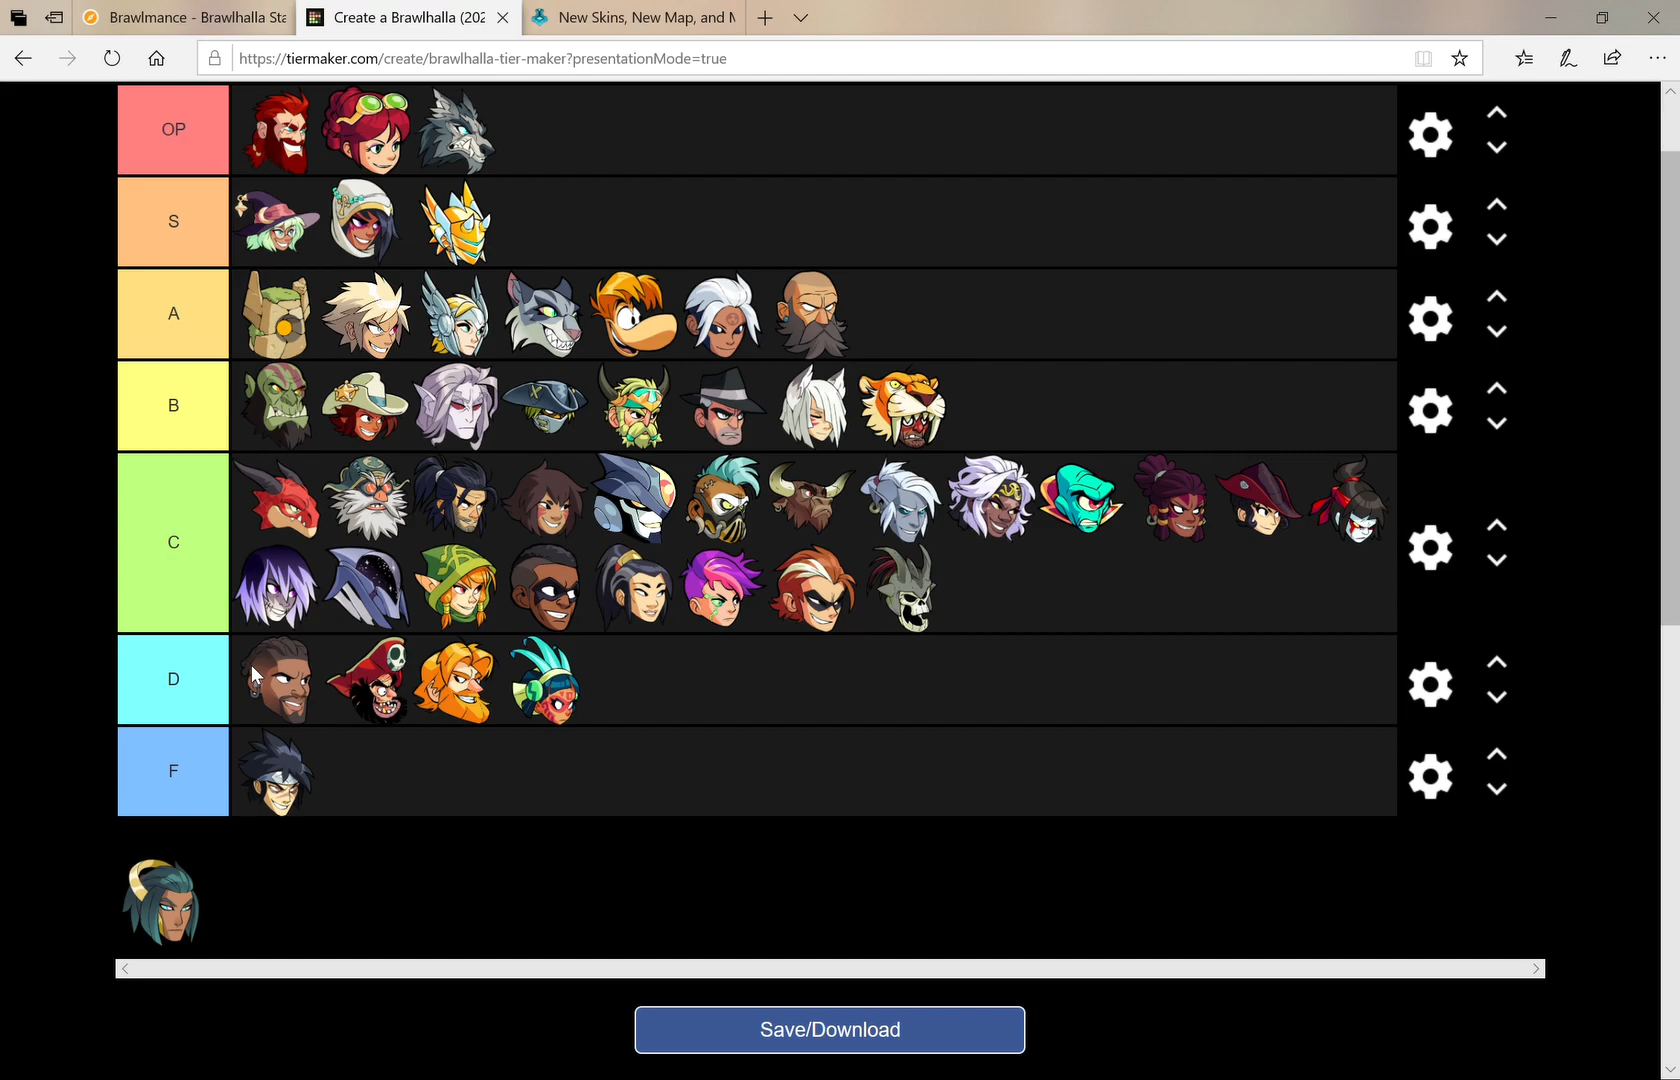 Brawlmance - Brawlhalla Sta
Create a Brawlhalla (202
New Skins, New Map, and M
https://tiermaker.com/create/brawlhalla-tier-maker?presentationMode=true
OP
S
A
B
C
D
F
Save/Download